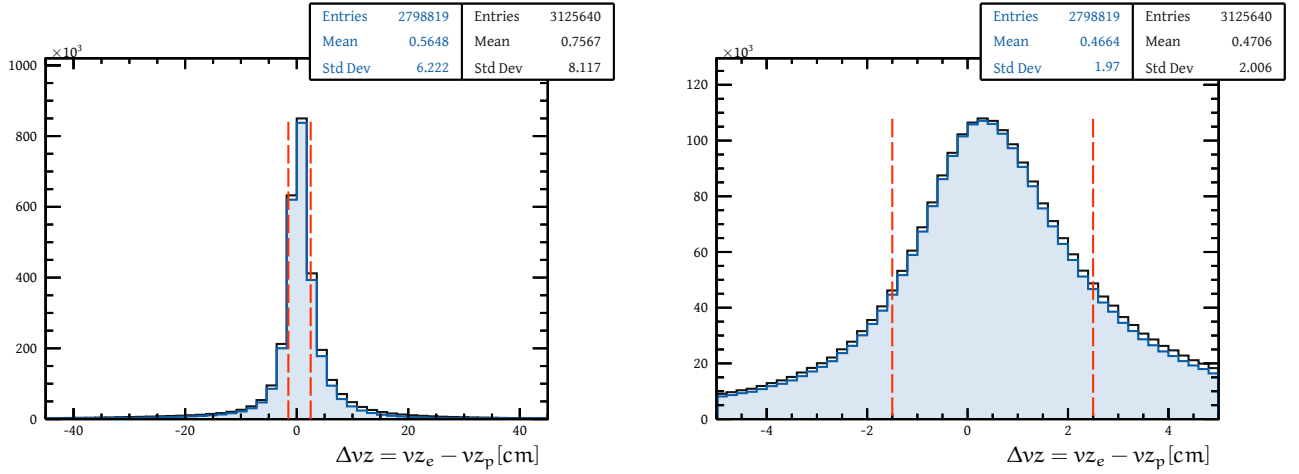 Entries 2798819 Entries 3125640
Mean 0.5648 Mean 0.7567
Std Dev 6.222 Std Dev 8.117
×10³
1000
800
600
400
200
0
-40 -20 0 20 40
Δvz = vzₑ − vzₚ[cm]
Entries 2798819 Entries 3125640
Mean 0.4664 Mean 0.4706
Std Dev 1.97 Std Dev 2.006
×10³
120
100
80
60
40
20
0
-4 -2 0 2 4
Δvz = vzₑ − vzₚ[cm]